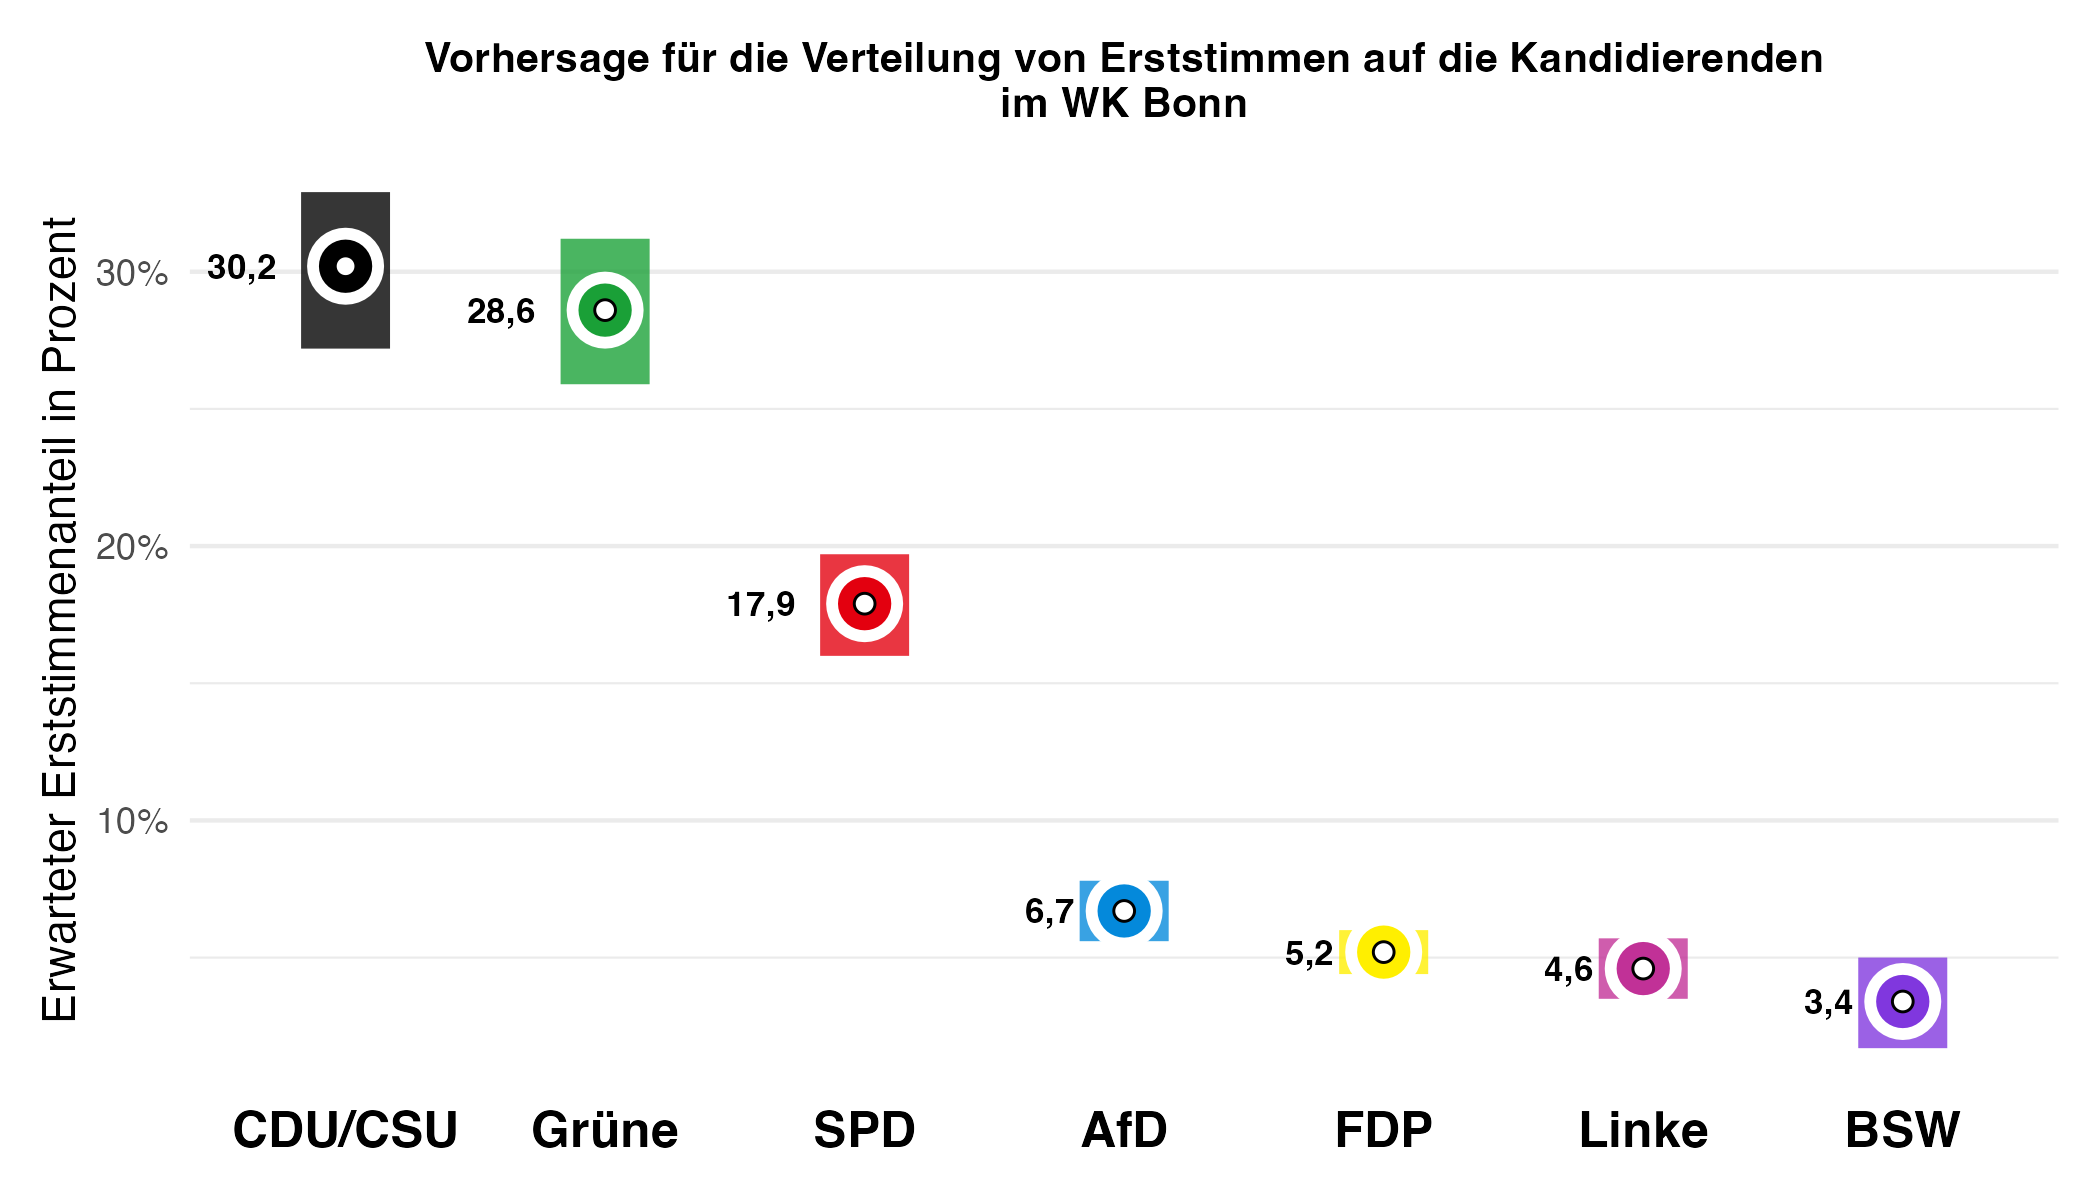 Vorhersage für die Verteilung von Erststimmen auf die Kandidierenden
im WK Bonn
Erwarteter Erststimmenanteil in Prozent
30%
20%
10%
30,2
28,6
17,9
6,7
5,2
4,6
3,4
CDU/CSU
Grüne
SPD
AfD
FDP
Linke
BSW